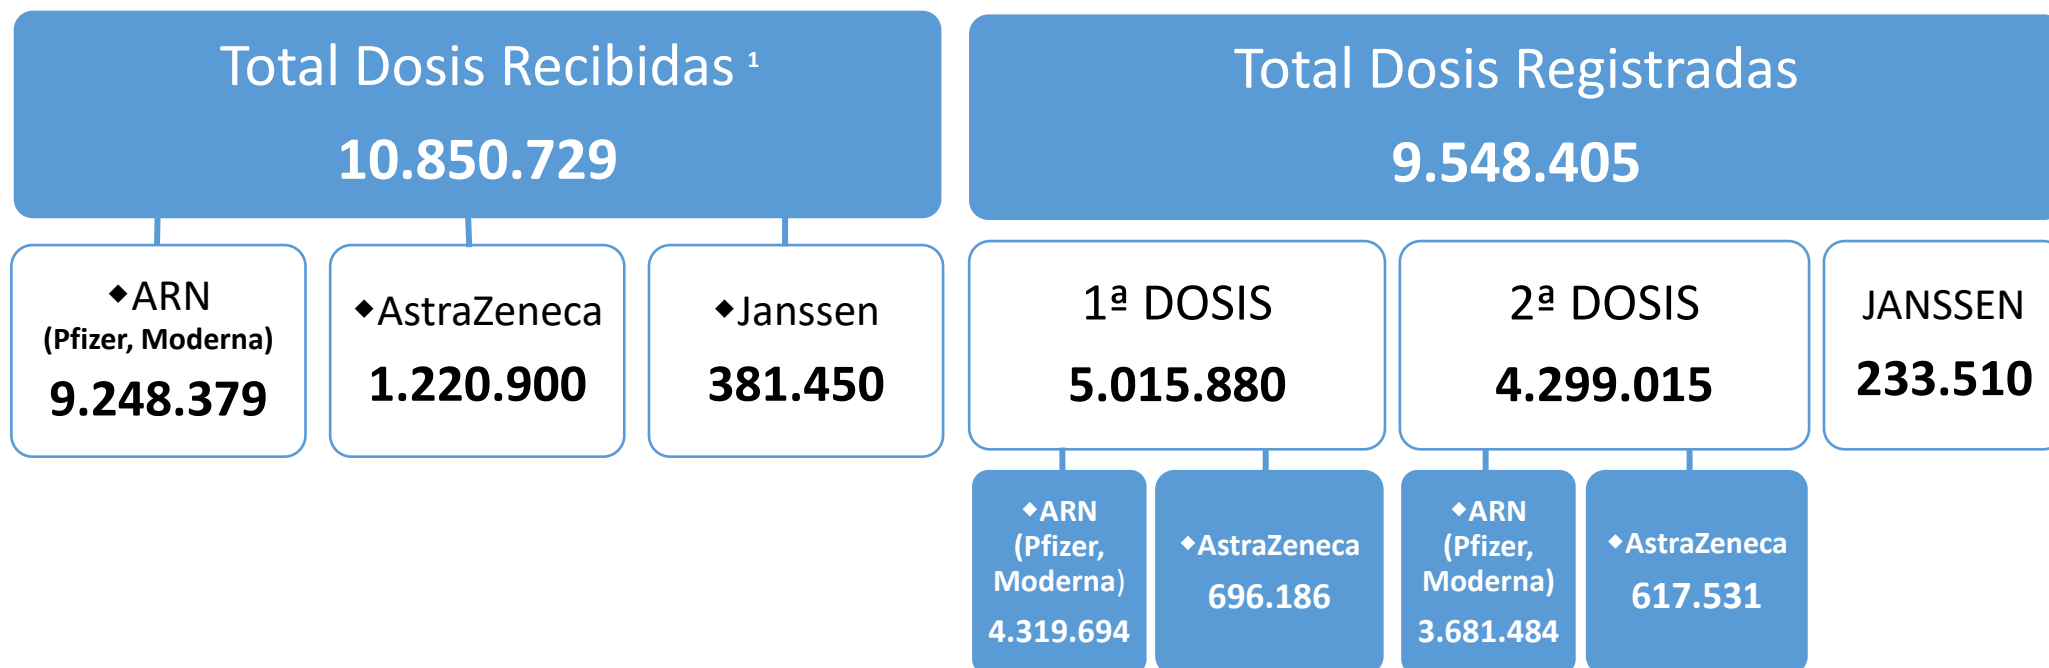 Total Dosis Recibidas ¹
10.850.729
◆ARN
(Pfizer, Moderna)
9.248.379
◆AstraZeneca
1.220.900
◆Janssen
381.450
Total Dosis Registradas
9.548.405
1ª DOSIS
5.015.880
2ª DOSIS
4.299.015
JANSSEN
233.510
◆ARN
(Pfizer,
Moderna)
4.319.694
◆AstraZeneca
696.186
◆ARN
(Pfizer,
Moderna)
3.681.484
◆AstraZeneca
617.531